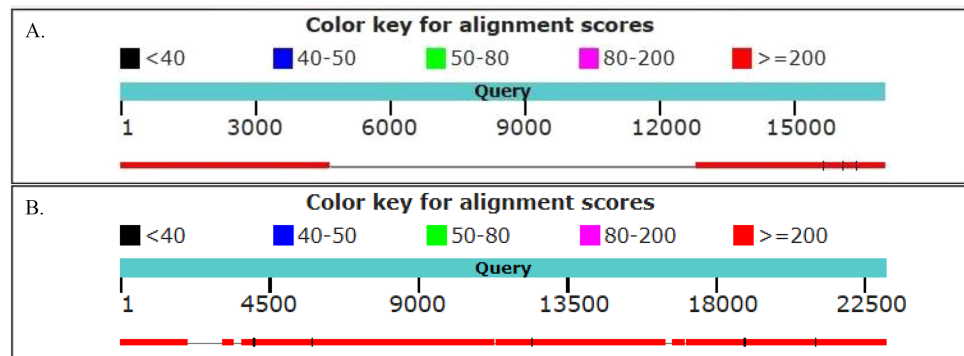 A.
Color key for alignment scores
<40 40-50 50-80 80-200 >=200
Query
1 3000 6000 9000 12000 15000
B.
Color key for alignment scores
<40 40-50 50-80 80-200 >=200
Query
1 4500 9000 13500 18000 22500